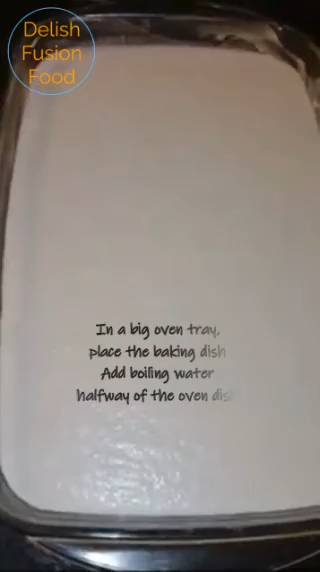 Delish
Fusion
Food
In a big oven tray,
place the baking dish
Add boiling water
halfway of the oven dish